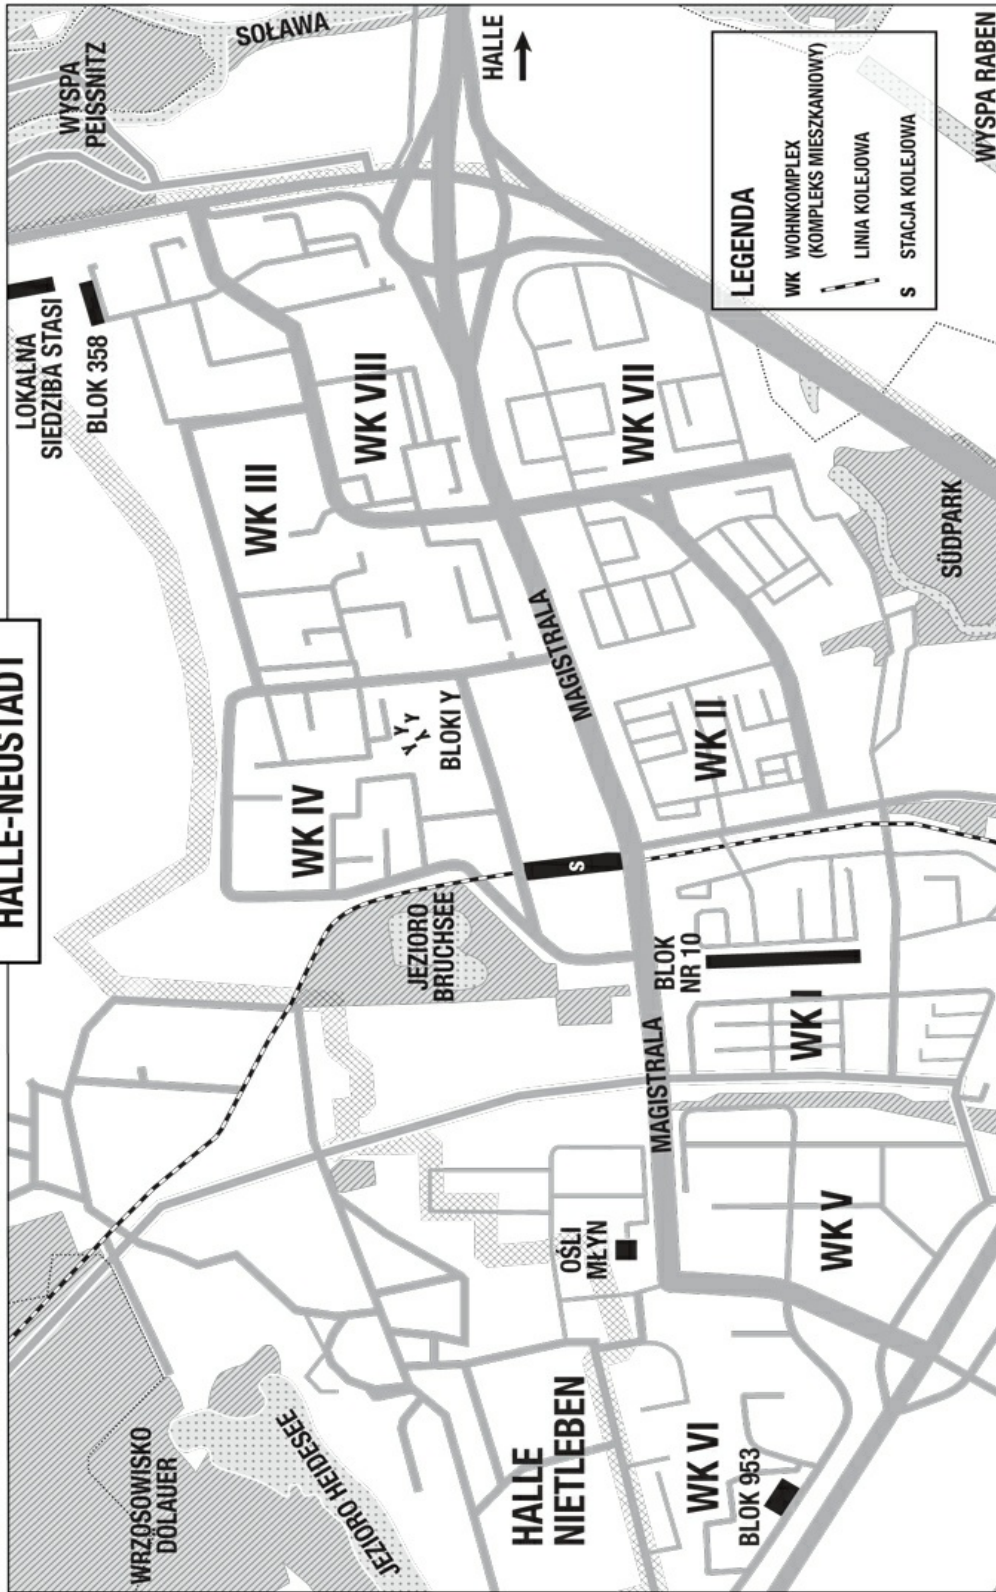 HALLE-NEUSTADT
WRZOSOWISKO
DÖLAUER
JEZIORO HEIDESEE
HALLE
NIETLEBEN
WK VI
BLOK 953
OŚLI
MŁYN
WK V
MAGISTRALA
WK I
BLOK
NR 10
JEZIORO
BRUCHSEE
S
WK IV
BLOKI Y
Y
Y
Y
Y
Y
MAGISTRALA
WK II
WK III
WK VIII
WK VII
LOKALNA
SIEDZIBA STASI
BLOK 358
WYSPA
PEISSNITZ
SOŁAWA
HALLE
SÜDPARK
WYSPA RABEN
LEGENDA
WK WOHNKOMPLEX
(KOMPLEKS MIESZKANIOWY)
LINIA KOLEJOWA
S STACJA KOLEJOWA